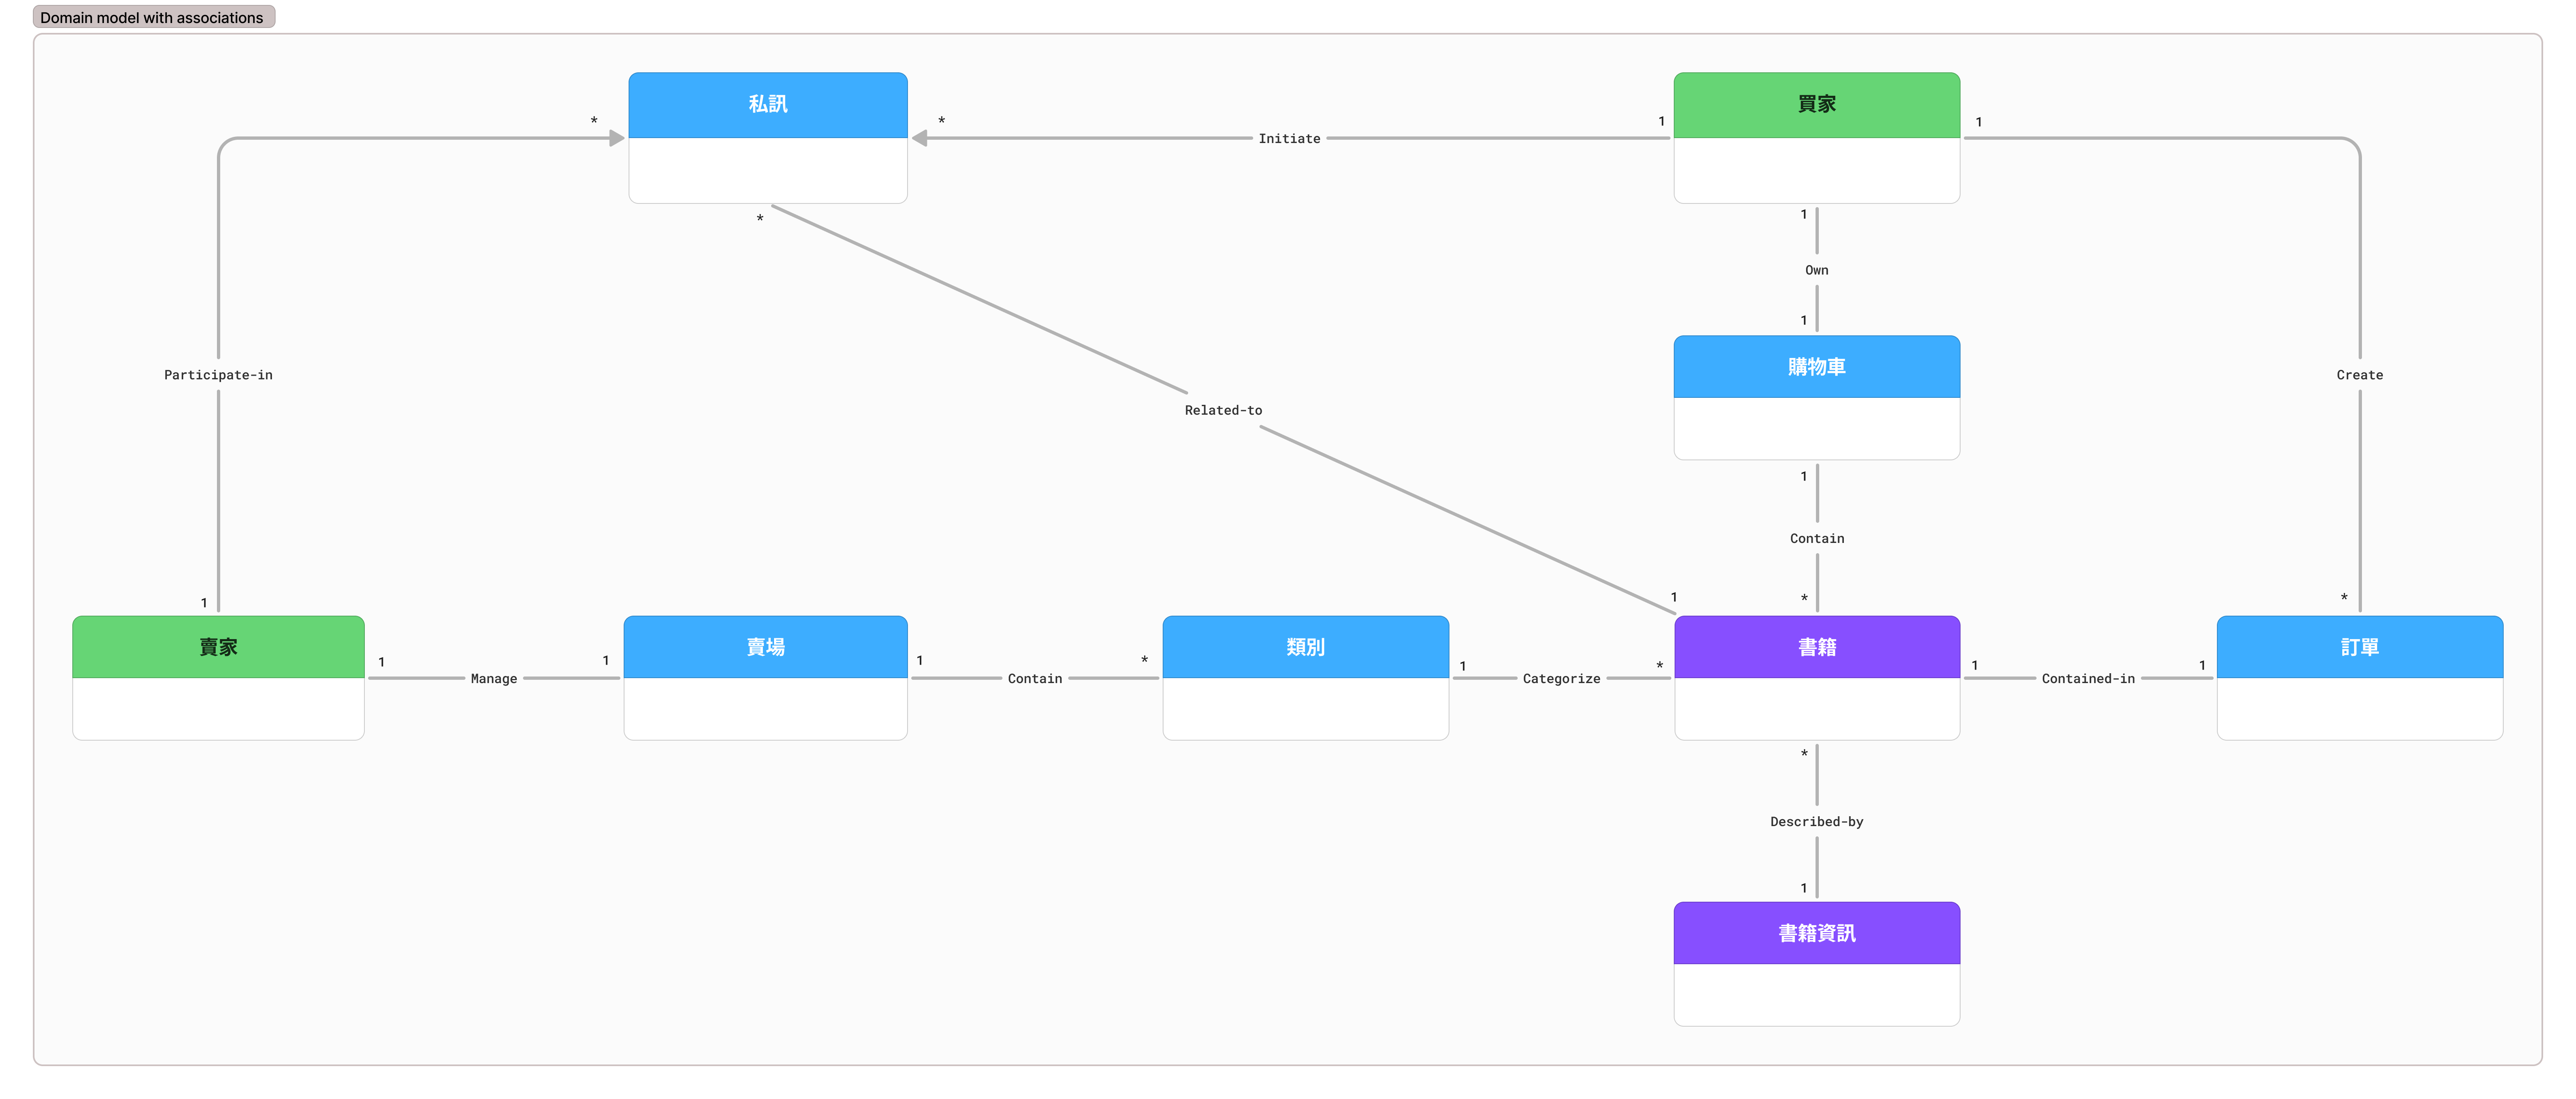 Domain model with associations
私訊
買家
*
*
Initiate
1
1
*
1
Own
1
購物車
Participate-in
Create
Related-to
1
Contain
1
*
1
*
賣家
賣場
類別
書籍
訂單
1
Manage
1
1
Contain
*
1
Categorize
*
1
Contained-in
1
*
Described-by
1
書籍資訊